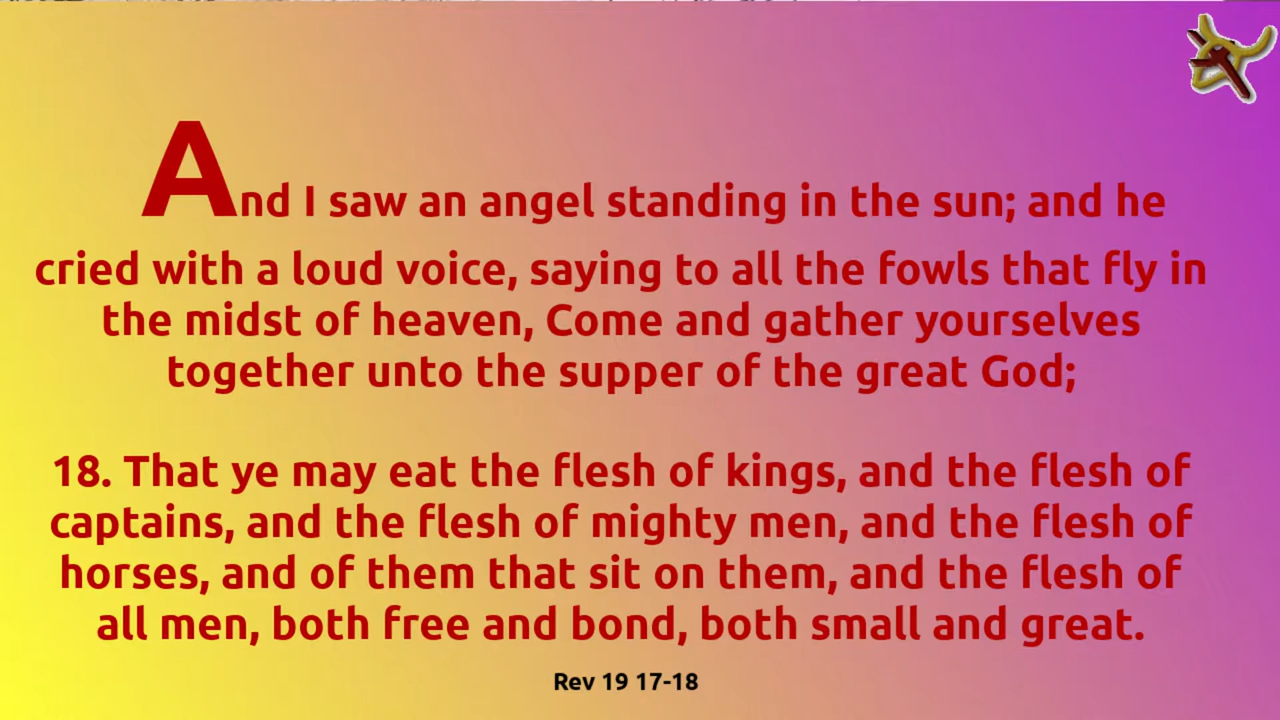 And I saw an angel standing in the sun; and he
cried with a loud voice, saying to all the fowls that fly in
the midst of heaven, Come and gather yourselves
together unto the supper of the great God;
18. That ye may eat the flesh of kings, and the flesh of
captains, and the flesh of mighty men, and the flesh of
horses, and of them that sit on them, and the flesh of
all men, both free and bond, both small and great.
Rev 19 17-18